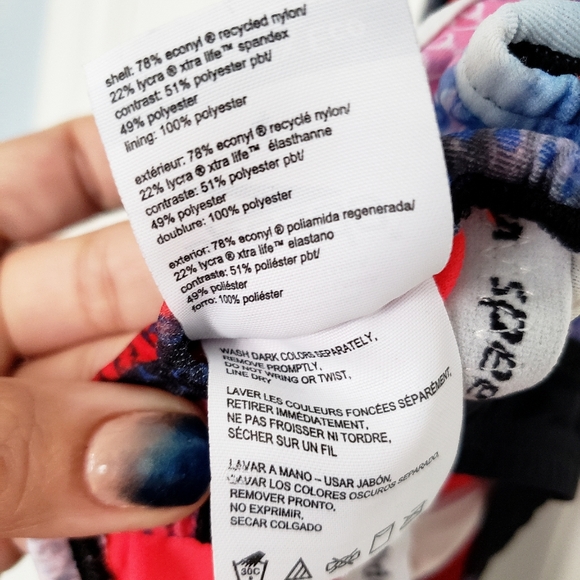 shell: 78% econyl ® recycled nylon/
22% lycra ® xtra life™ spandex
contrast: 51% polyester pbt/
49% polyester
lining: 100% polyester
extérieur: 78% econyl ® recyclé nylon/
22% lycra ® xtra life™ élasthanne
contraste: 51% polyester pbt/
49% polyester
doublure: 100% polyester
exterior: 78% econyl ® poliamida regenerada/
22% lycra ® xtra life™ elastano
contraste: 51% poliéster pbt/
49% poliéster
forro: 100% poliéster
WASH DARK COLORS SEPARATELY,
REMOVE PROMPTLY,
DO NOT WRING OR TWIST,
LINE DRY
LAVER LES COULEURS FONCÉES SÉPARÉMENT,
RETIRER IMMÉDIATEMENT,
NE PAS FROISSER NI TORDRE,
SÉCHER SUR UN FIL
LAVAR A MANO – USAR JABÓN,
LAVAR LOS COLORES OSCUROS SEPARADO,
REMOVER PRONTO,
NO EXPRIMIR,
SECAR COLGADO
30C